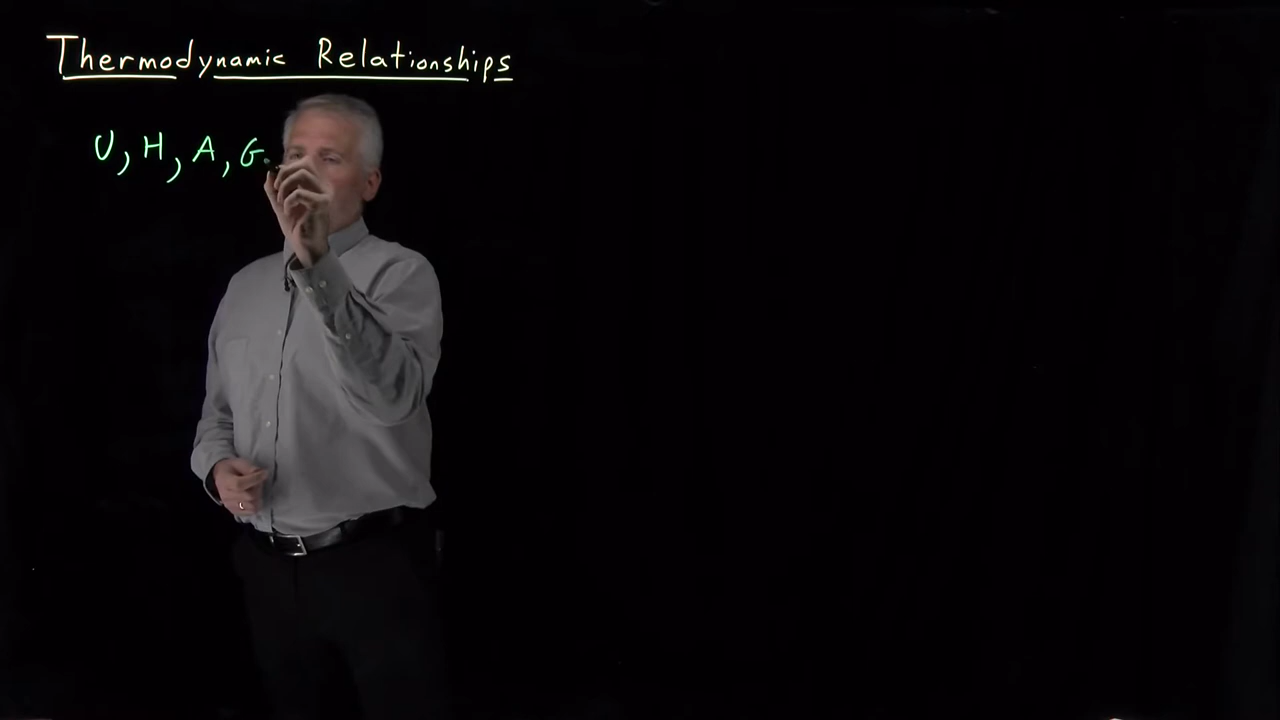 Thermodynamic Relationships
U, H, A, G